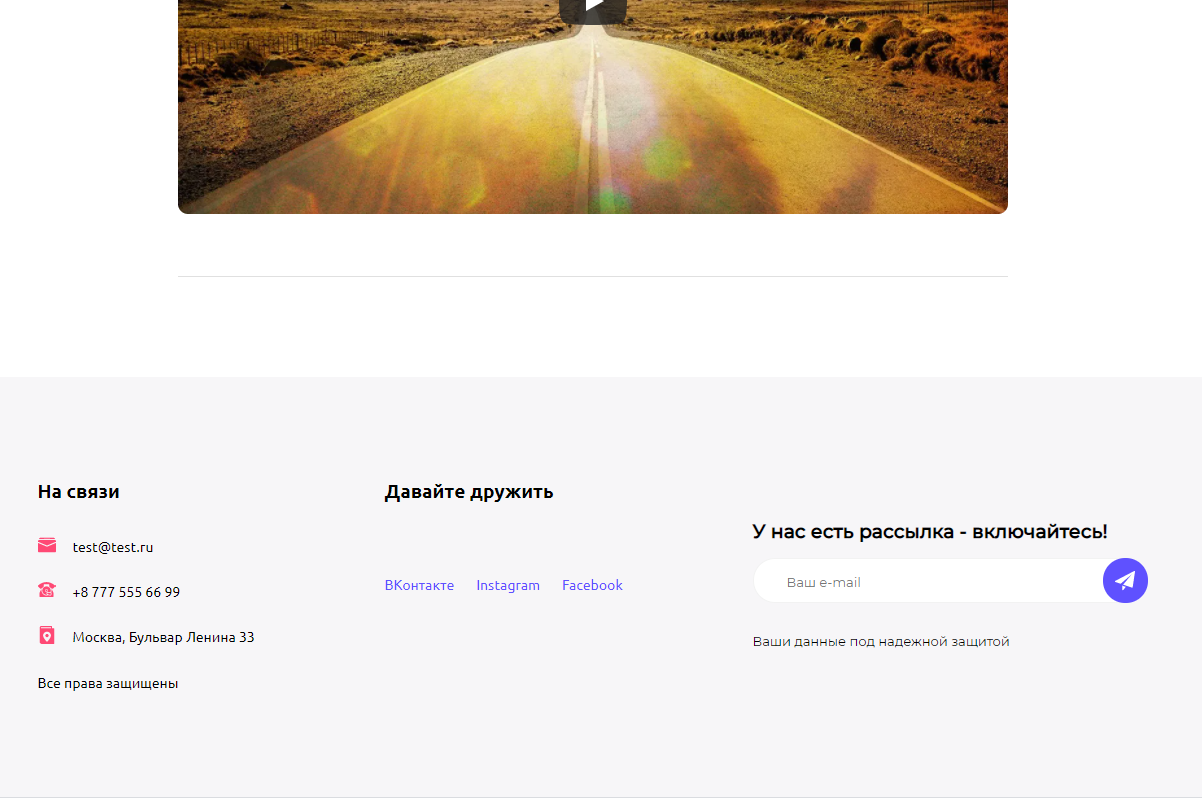 На связи
test@test.ru
+8 777 555 66 99
Москва, Бульвар Ленина 33
Все права защищены
Давайте дружить
ВКонтакте Instagram Facebook
У нас есть рассылка - включайтесь!
Ваш e-mail
Ваши данные под надежной защитой